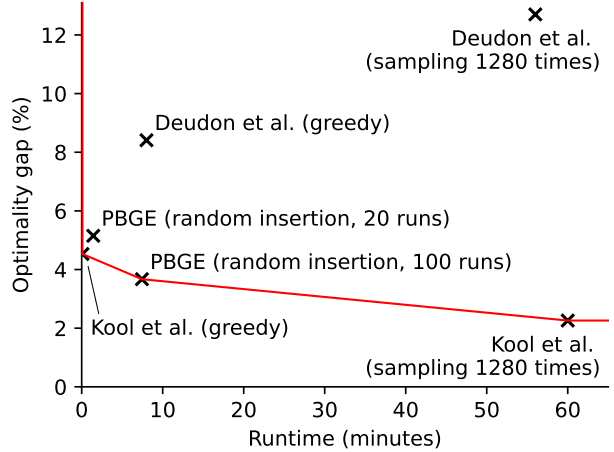 Deudon et al.
(sampling 1280 times)
Deudon et al. (greedy)
PBGE (random insertion, 20 runs)
PBGE (random insertion, 100 runs)
Kool et al. (greedy)
Kool et al.
(sampling 1280 times)
Optimality gap (%)
12
10
8
6
4
2
0
0 10 20 30 40 50 60
Runtime (minutes)